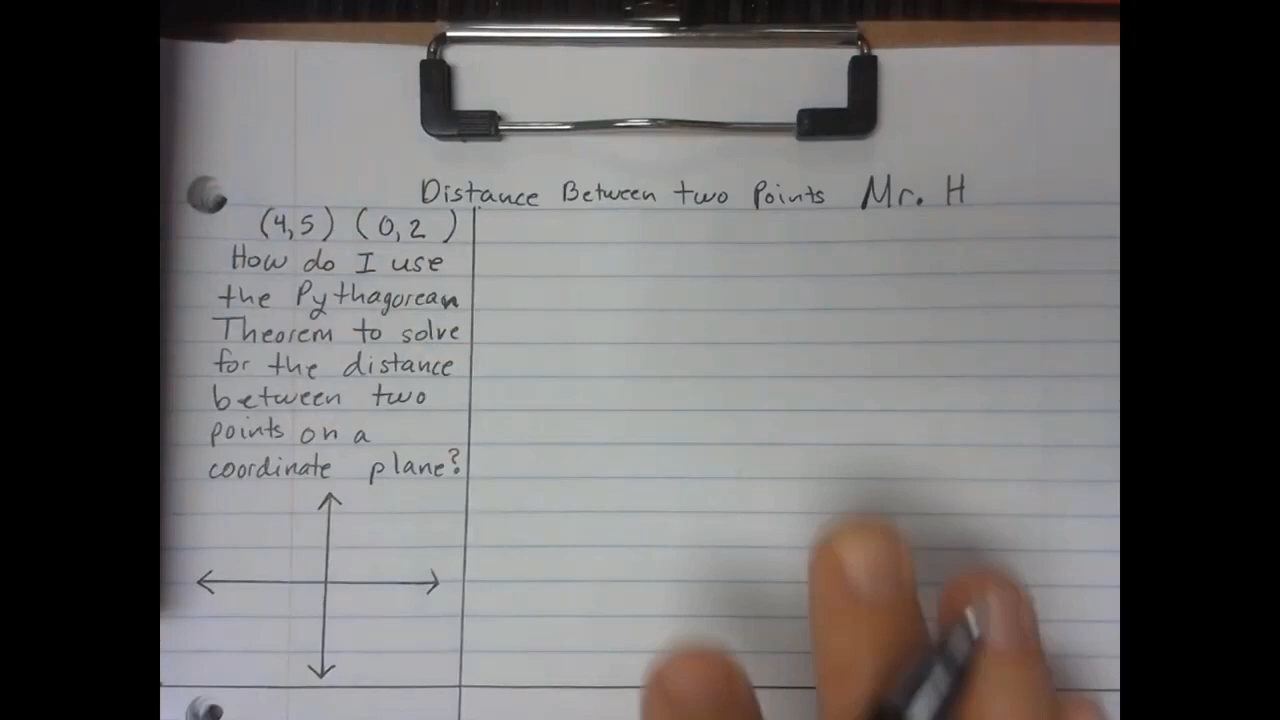 Distance Between two Points Mr. H
(4,5) (0,2)
How do I use
the Pythagorean
Theorem to solve
for the distance
between two
points on a
coordinate plane?